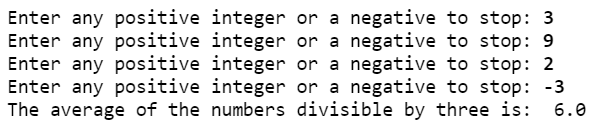 Enter any positive integer or a negative to stop: 3
Enter any positive integer or a negative to stop: 9
Enter any positive integer or a negative to stop: 2
Enter any positive integer or a negative to stop: -3
The average of the numbers divisible by three is:  6.0